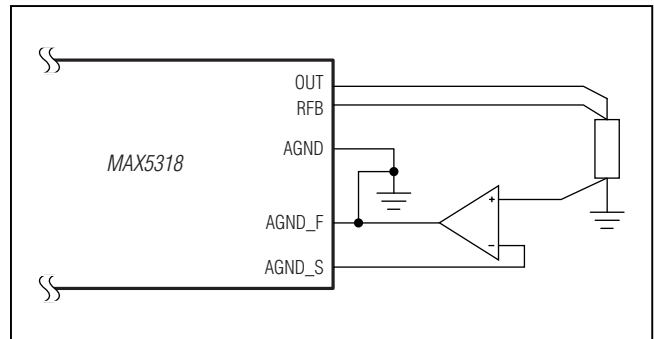 OUT
RFB
AGND
MAX5318
AGND_F
AGND_S
+
-